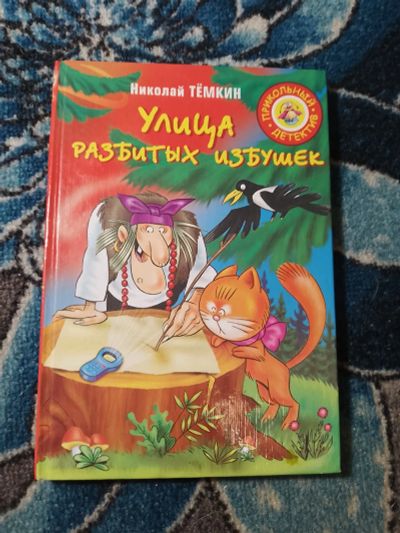 Николай ТЁМКИН
Улица
РАЗБИТЫХ ИЗБУШЕК
ПРИКОЛЬНЫЙ
ДЕТЕКТИВ